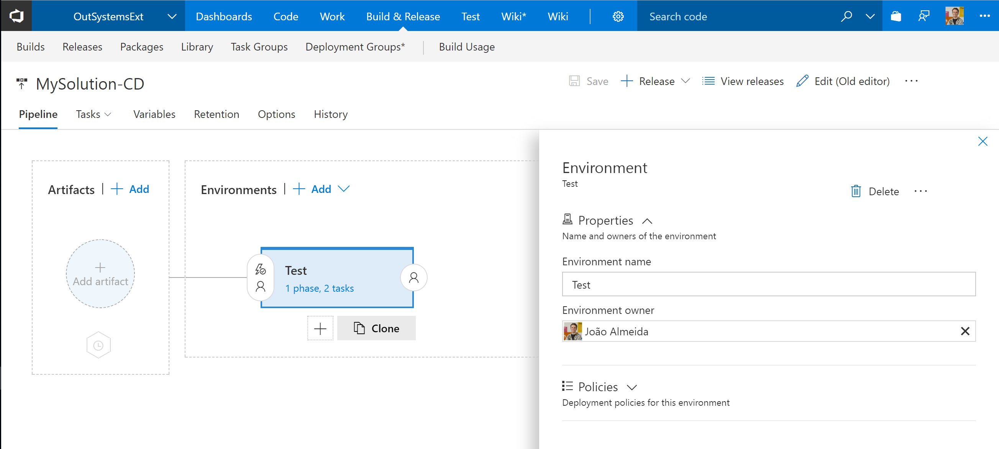 OutSystemsExt Dashboards Code Work Build & Release Test Wiki* Wiki Search code
Builds Releases Packages Library Task Groups Deployment Groups* Build Usage
MySolution-CD Save Release View releases Edit (Old editor) ...
Pipeline Tasks Variables Retention Options History
Artifacts | + Add
Add artifact
Environments | + Add
Test
1 phase, 2 tasks
Clone
Environment
Test
Delete ...
Properties
Name and owners of the environment
Environment name
Test
Environment owner
João Almeida
Policies
Deployment policies for this environment